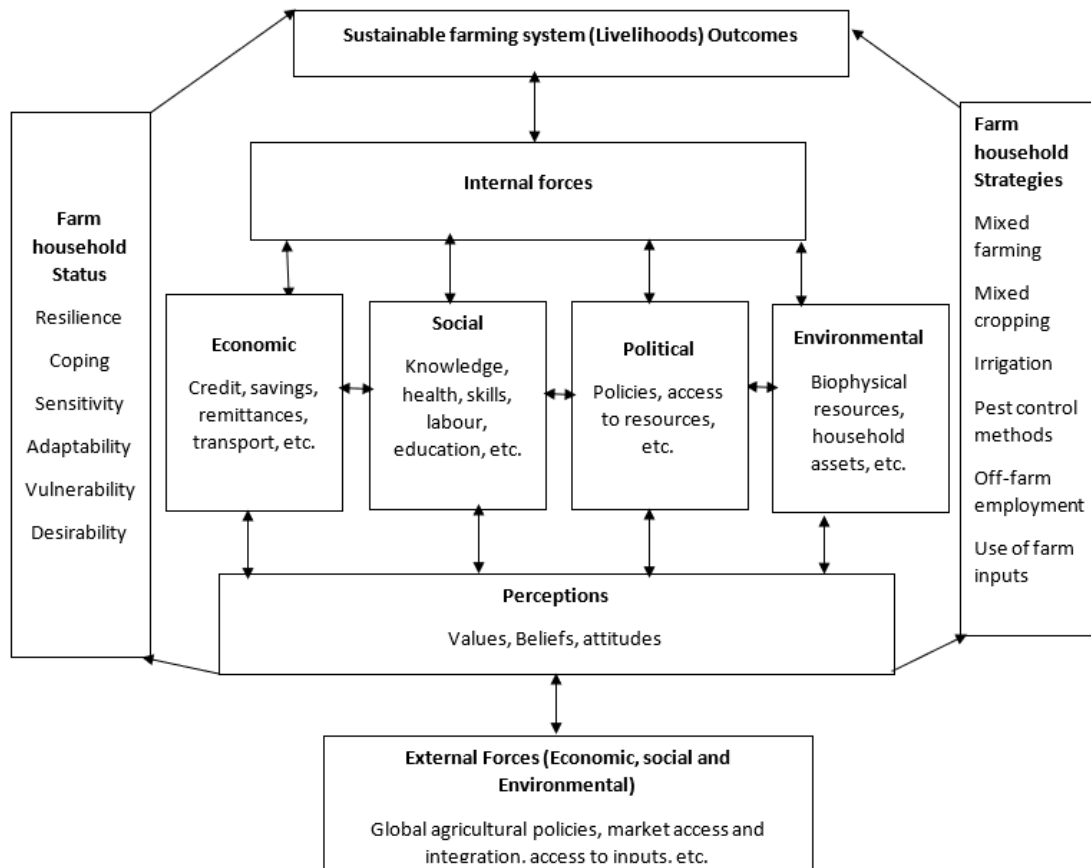 Sustainable farming system (Livelihoods) Outcomes
Internal forces
Farm
household
Status
Resilience
Coping
Sensitivity
Adaptability
Vulnerability
Desirability
Economic
Credit, savings,
remittances,
transport, etc.
Social
Knowledge,
health, skills,
labour,
education, etc.
Political
Policies, access
to resources,
etc.
Environmental
Biophysical
resources,
household
assets, etc.
Farm
household
Strategies
Mixed
farming
Mixed
cropping
Irrigation
Pest control
methods
Off-farm
employment
Use of farm
inputs
Perceptions
Values, Beliefs, attitudes
External Forces (Economic, social and
Environmental)
Global agricultural policies, market access and
integration, access to inputs, etc.